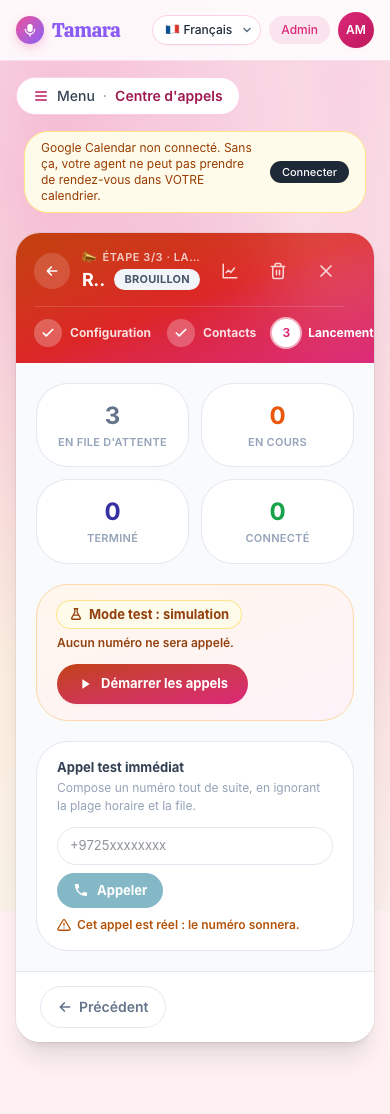 Tamara
Français
Admin
AM
Menu · Centre d'appels
Google Calendar non connecté. Sans
ça, votre agent ne peut pas prendre
de rendez-vous dans VOTRE
calendrier.
Connecter
ÉTAPE 3/3 · LA...
R..
BROUILLON
Configuration
Contacts
3
Lancement
3
EN FILE D'ATTENTE
0
EN COURS
0
TERMINÉ
0
CONNECTÉ
Mode test : simulation
Aucun numéro ne sera appelé.
Démarrer les appels
Appel test immédiat
Compose un numéro tout de suite, en ignorant
la plage horaire et la file.
+9725xxxxxxxx
Appeler
Cet appel est réel : le numéro sonnera.
Précédent